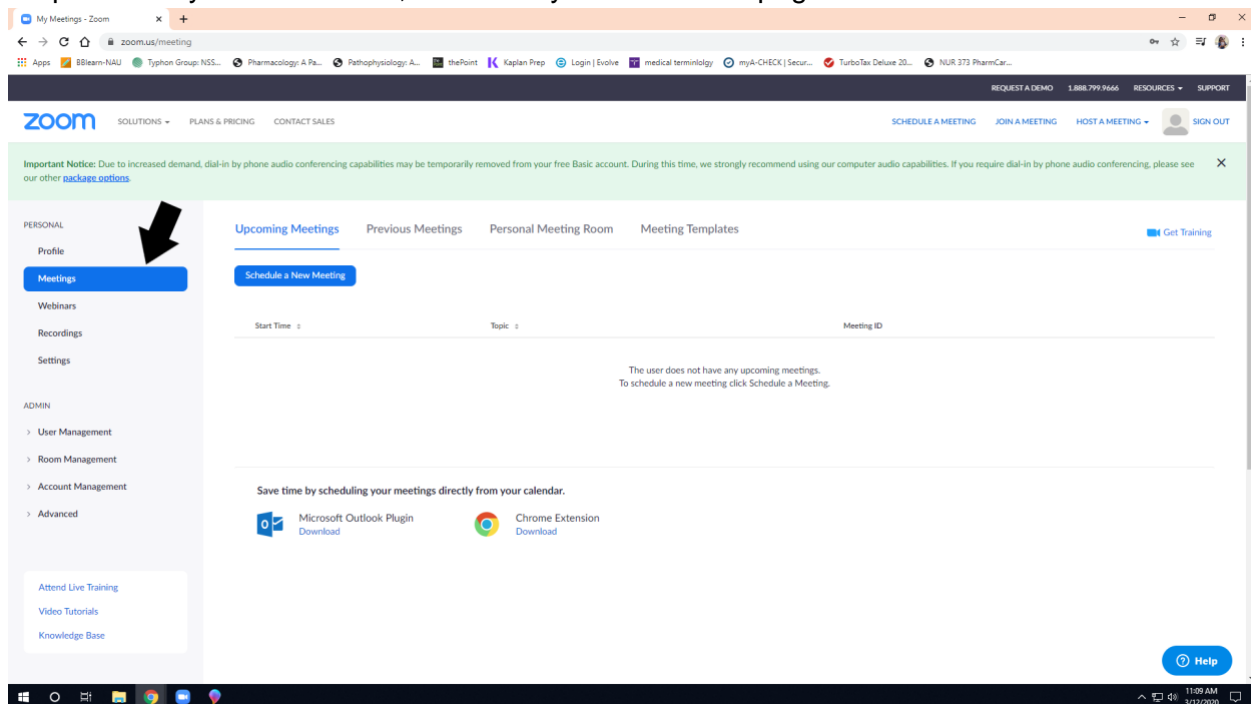 My Meetings - Zoom
zoom.us/meeting
Apps BBlearn-NAU Typhon Group: NSS... Pharmacology: A Pa... Pathophysiology: A... thePoint Kaplan Prep Login | Evolve medical terminlolgy myA-CHECK | Secur... TurboTax Deluxe 20... NUR 373 PharmCar...
REQUEST A DEMO 1.888.799.9666 RESOURCES SUPPORT
zoom SOLUTIONS PLANS & PRICING CONTACT SALES SCHEDULE A MEETING JOIN A MEETING HOST A MEETING SIGN OUT
Important Notice: Due to increased demand, dial-in by phone audio conferencing capabilities may be temporarily removed from your free Basic account. During this time, we strongly recommend using our computer audio capabilities. If you require dial-in by phone audio conferencing, please see
our other package options.
PERSONAL
Profile
Meetings
Webinars
Recordings
Settings
ADMIN
User Management
Room Management
Account Management
Advanced
Attend Live Training
Video Tutorials
Knowledge Base
Upcoming Meetings Previous Meetings Personal Meeting Room Meeting Templates Get Training
Schedule a New Meeting
Start Time Topic Meeting ID
The user does not have any upcoming meetings.
To schedule a new meeting click Schedule a Meeting.
Save time by scheduling your meetings directly from your calendar.
Microsoft Outlook Plugin Chrome Extension
Download Download
Help
11:09 AM
3/12/2020